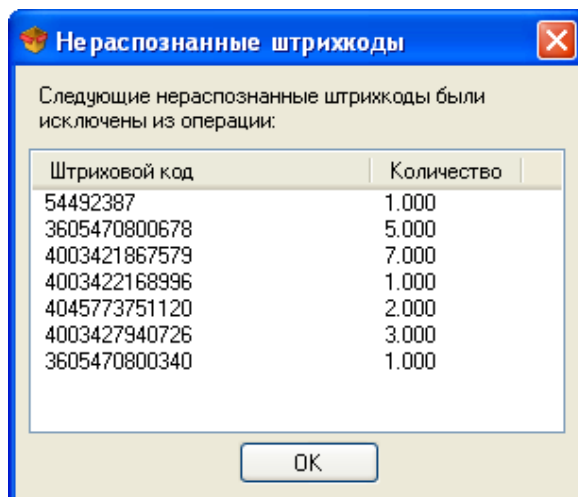 Нераспознанные штрихкоды
Следующие нераспознанные штрихкоды были
исключены из операции:
Штриховой код Количество
54492387 1.000
3605470800678 5.000
4003421867579 7.000
4003422168996 1.000
4045773751120 2.000
4003427940726 3.000
3605470800340 1.000
OK